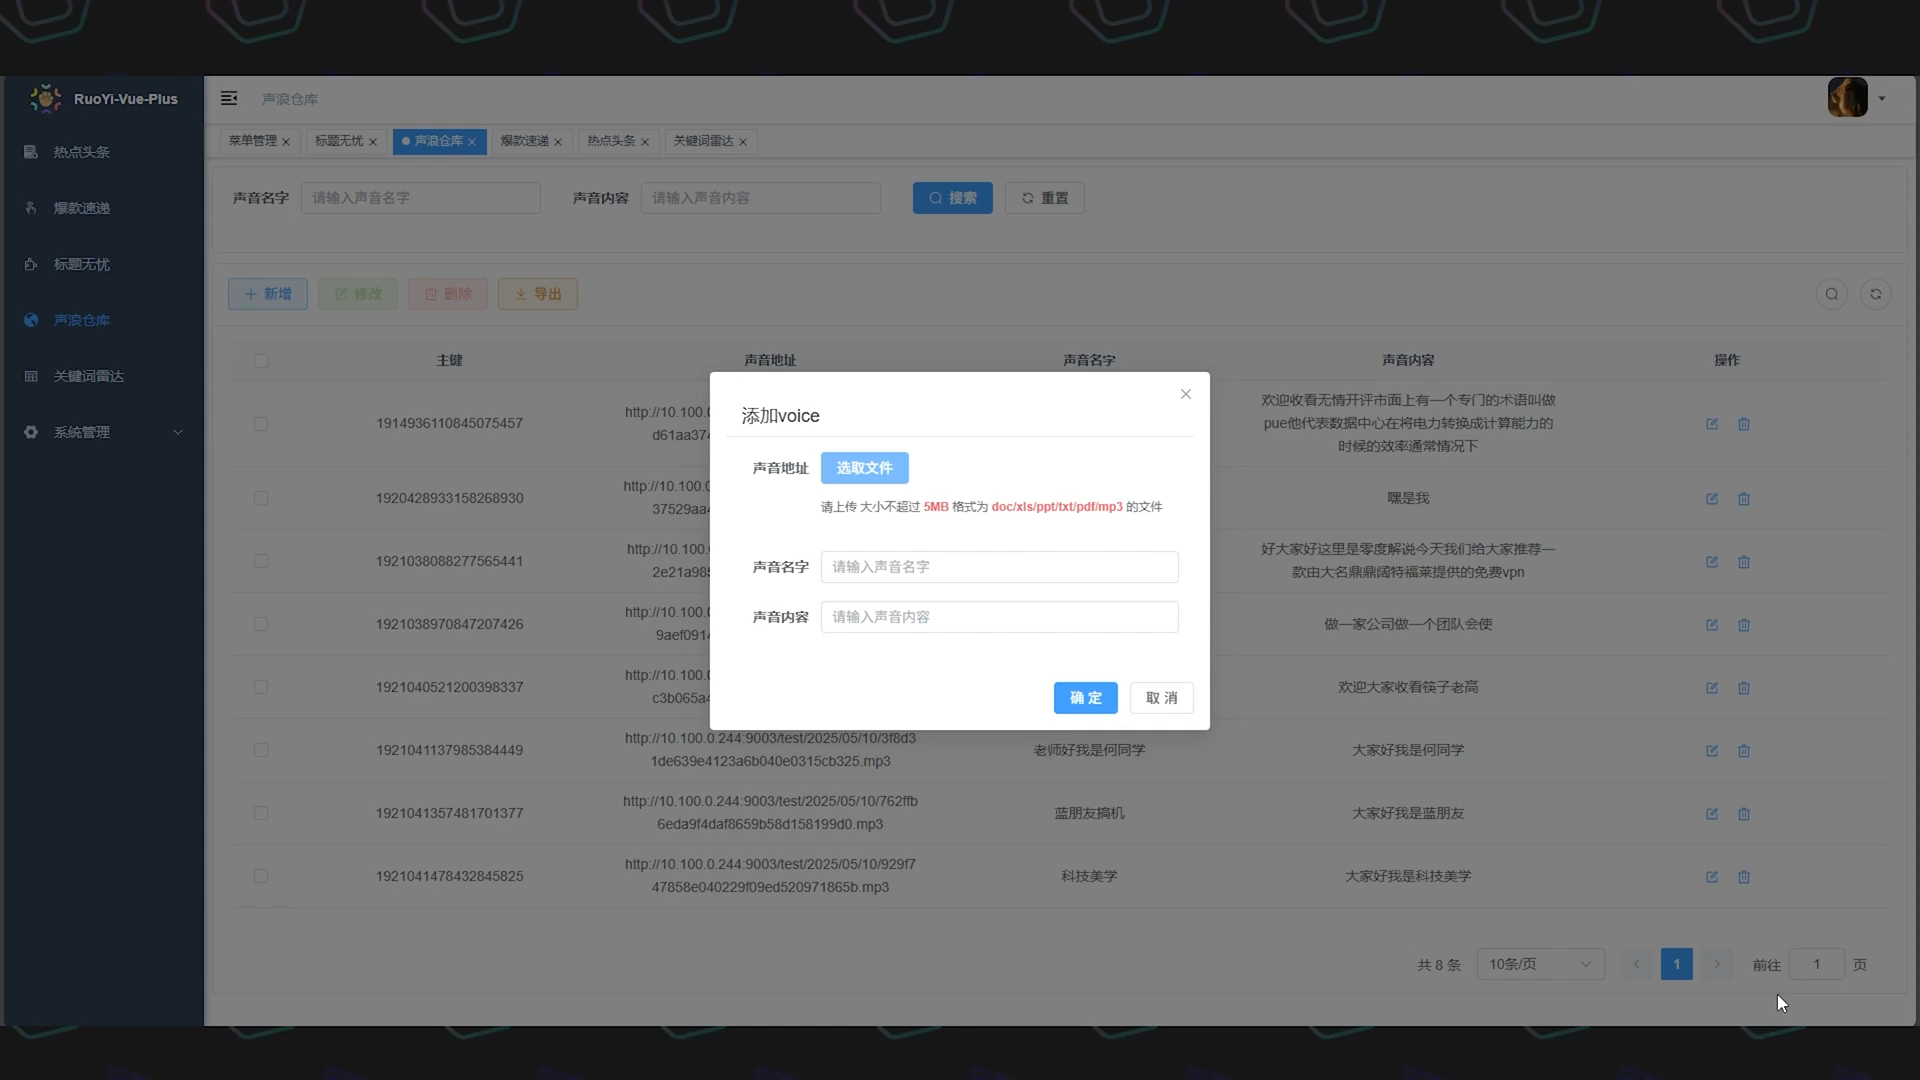 RuoYi-Vue-Plus
声浪仓库
菜单管理
标题无忧
声浪仓库
爆款速递
热点头条
关键词雷达
热点头条
爆款速递
标题无忧
声浪仓库
关键词雷达
系统管理
声音名字 请输入声音名字 声音内容 请输入声音内容 搜索 重置
新增 修改 删除 导出
主键 声音地址 声音名字 声音内容 操作
1914936110845075457
http://10.100.
d61aa374
欢迎收看无情开评市面上有一个专门的术语叫做
pue他代表数据中心在将电力转换成计算能力的
时候的效率通常情况下
1920428933158268930
http://10.100.
37529aa4
嘿是我
1921038088277565441
http://10.100.
2e21a985
好大家好这里是零度解说今天我们给大家推荐一
款由大名鼎鼎阔特福莱提供的免费vpn
1921038970847207426
http://10.100.
9aef0914
做一家公司做一个团队会使
1921040521200398337
http://10.100.
c3b065a4
欢迎大家收看筷子老高
添加voice
声音地址 选取文件
请上传 大小不超过 5MB 格式为 doc/xls/ppt/txt/pdf/mp3 的文件
声音名字 请输入声音名字
声音内容 请输入声音内容
确 定 取 消
1921041137985384449
http://10.100.0.244:9003/test/2025/05/10/3f8d3
1de639e4123a6b040e0315cb325.mp3
老师好我是何同学
大家好我是何同学
1921041357481701377
http://10.100.0.244:9003/test/2025/05/10/762ffb
6eda9f4daf8659b58d158199d0.mp3
蓝朋友搞机
大家好我是蓝朋友
1921041478432845825
http://10.100.0.244:9003/test/2025/05/10/929f7
47858e040229f09ed520971865b.mp3
科技美学
大家好我是科技美学
共 8 条 10条/页 1 前往 1 页